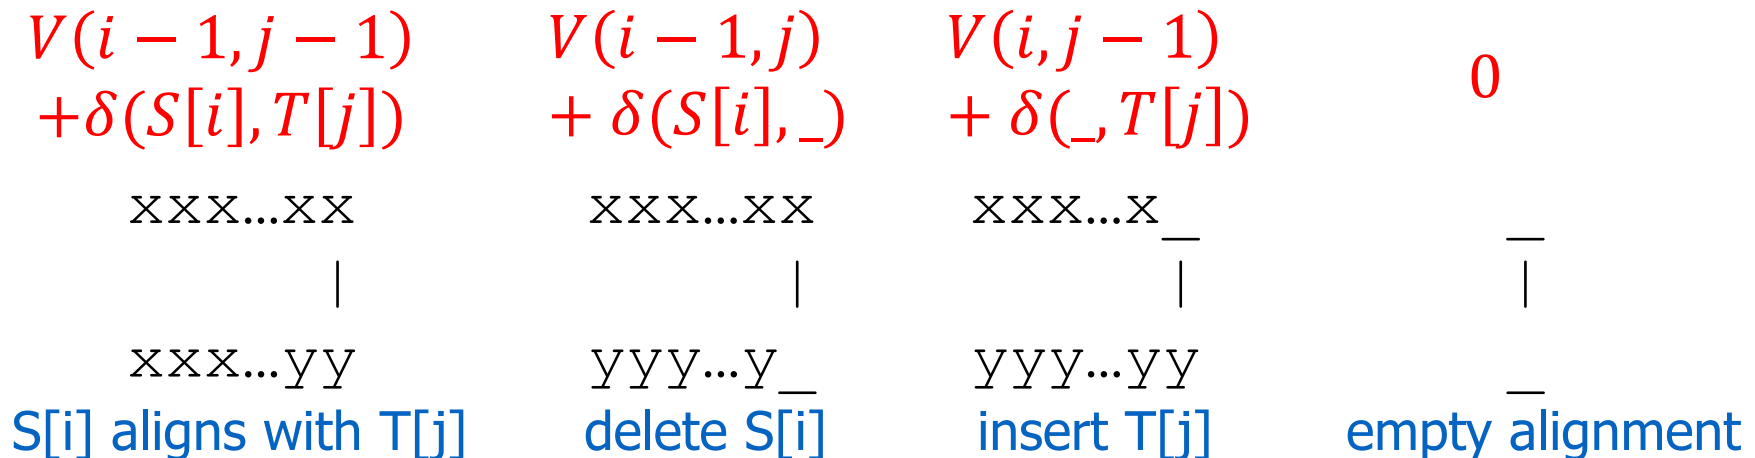 V(i − 1, j − 1)
+δ(S[i], T[j])
xxx...xx
|
xxx...yy
S[i] aligns with T[j]
V(i − 1, j)
+ δ(S[i], _)
xxx...xx
|
yyy...y_
delete S[i]
V(i, j − 1)
+ δ(_, T[j])
xxx...x_
|
yyy...yy
insert T[j]
0
_
|
_
empty alignment